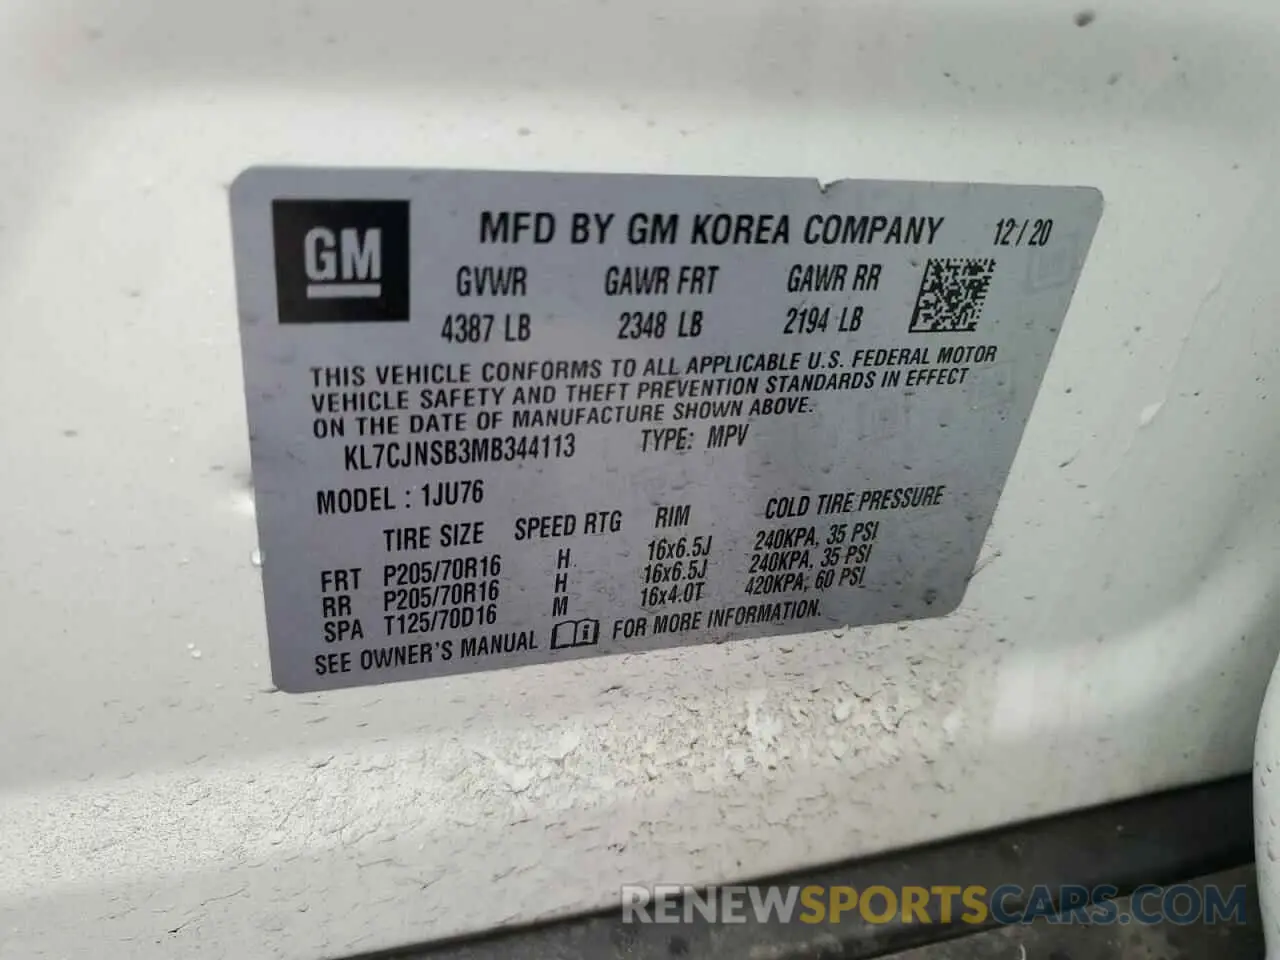 GM
MFD BY GM KOREA COMPANY 12/20
GVWR GAWR FRT GAWR RR
4387 LB 2348 LB 2194 LB
THIS VEHICLE CONFORMS TO ALL APPLICABLE U.S. FEDERAL MOTOR
VEHICLE SAFETY AND THEFT PREVENTION STANDARDS IN EFFECT
ON THE DATE OF MANUFACTURE SHOWN ABOVE.
KL7CJNSB3MB344113 TYPE: MPV
MODEL : 1JU76
TIRE SIZE SPEED RTG RIM COLD TIRE PRESSURE
FRT P205/70R16 H 16x6.5J 240KPA, 35 PSI
RR P205/70R16 H 16x6.5J 240KPA, 35 PSI
SPA T125/70D16 M 16x4.0T 420KPA, 60 PSI
SEE OWNER'S MANUAL i FOR MORE INFORMATION.
RENEWSPORTSCARS.COM